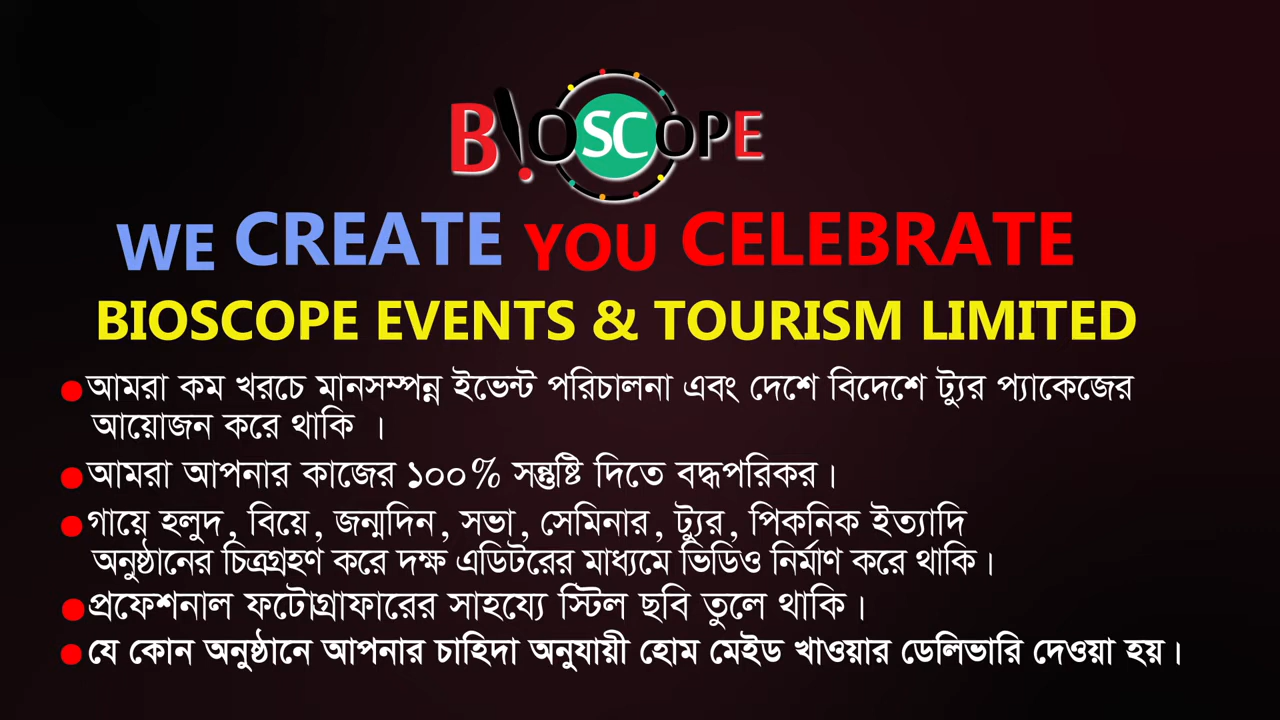 B!OSCOPE
WE CREATE YOU CELEBRATE
BIOSCOPE EVENTS & TOURISM LIMITED
আমরা কম খরচে মানসম্পন্ন ইভেন্ট পরিচালনা এবং দেশে বিদেশে ট্যুর প্যাকেজের
আয়োজন করে থাকি ।
আমরা আপনার কাজের ১০০% সন্তুষ্টি দিতে বদ্ধপরিকর।
গায়ে হলুদ, বিয়ে, জন্মদিন, সভা, সেমিনার, ট্যুর, পিকনিক ইত্যাদি
অনুষ্ঠানের চিত্রগ্রহণ করে দক্ষ এডিটরের মাধ্যমে ভিডিও নির্মাণ করে থাকি।
প্রফেশনাল ফটোগ্রাফারের সাহয্যে স্টিল ছবি তুলে থাকি।
যে কোন অনুষ্ঠানে আপনার চাহিদা অনুযায়ী হোম মেইড খাওয়ার ডেলিভারি দেওয়া হয়।